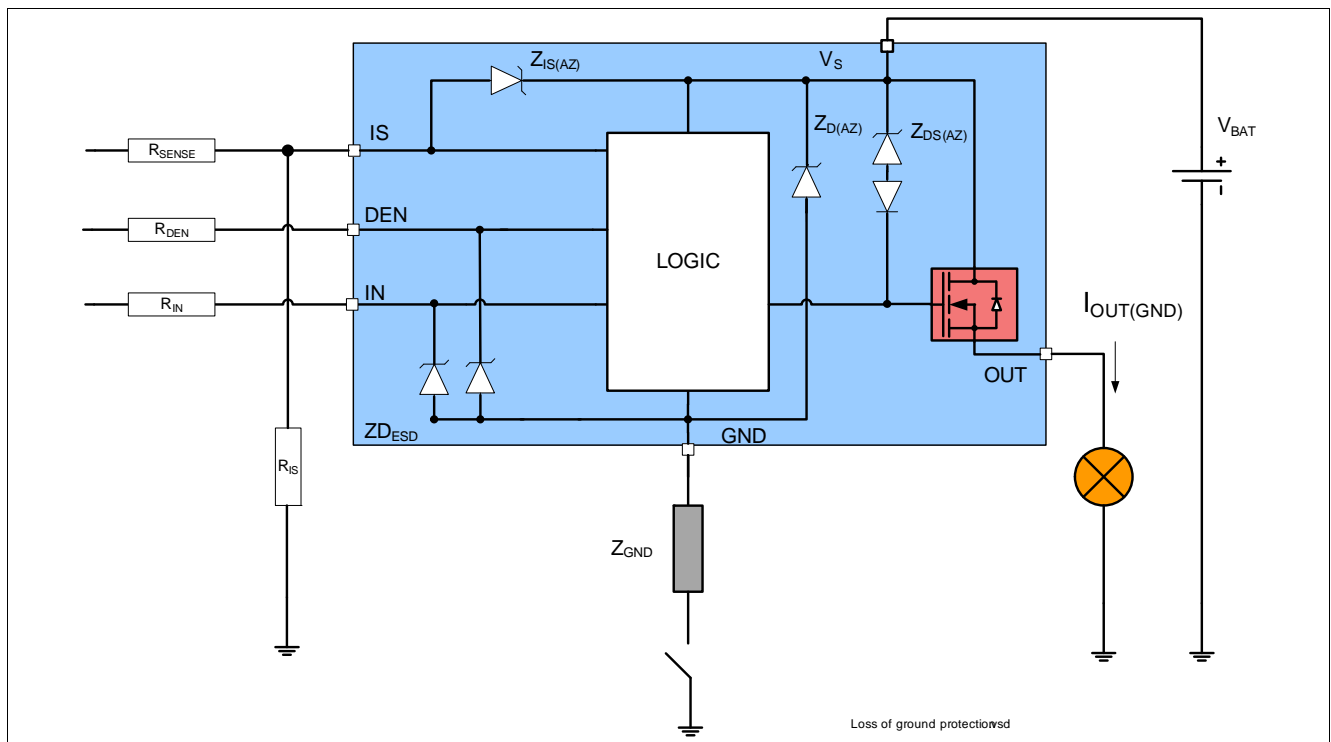 Z_IS(AZ)
V_S
IS
Z_D(AZ)
Z_DS(AZ)
V_BAT
+
R_SENSE
DEN
R_DEN
LOGIC
IN
R_IN
I_OUT(GND)
OUT
ZD_ESD
GND
R_IS
Z_GND
Loss of ground protectionvsd